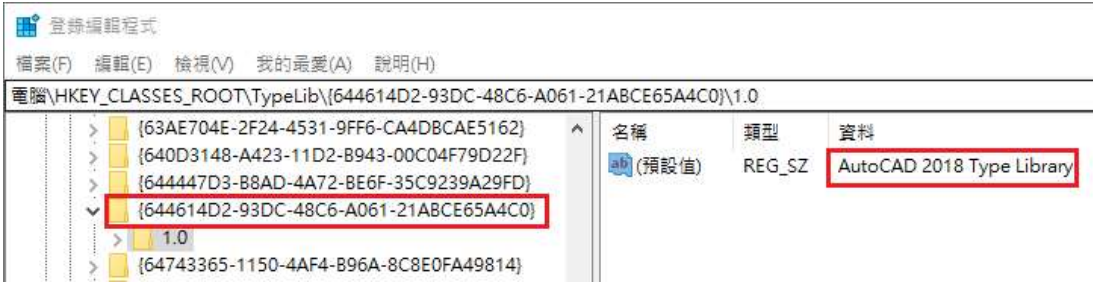 登錄編輯程式
檔案(F) 編輯(E) 檢視(V) 我的最愛(A) 說明(H)
電腦\HKEY_CLASSES_ROOT\TypeLib\{644614D2-93DC-48C6-A061-21ABCE65A4C0}\1.0
{63AE704E-2F24-4531-9FF6-CA4DBCAE5162}
{640D3148-A423-11D2-B943-00C04F79D22F}
{644447D3-B8AD-4A72-BE6F-35C9239A29FD}
{644614D2-93DC-48C6-A061-21ABCE65A4C0}
1.0
{64743365-1150-4AF4-B96A-8C8E0FA49814}
名稱 類型 資料
ab (預設值) REG_SZ AutoCAD 2018 Type Library